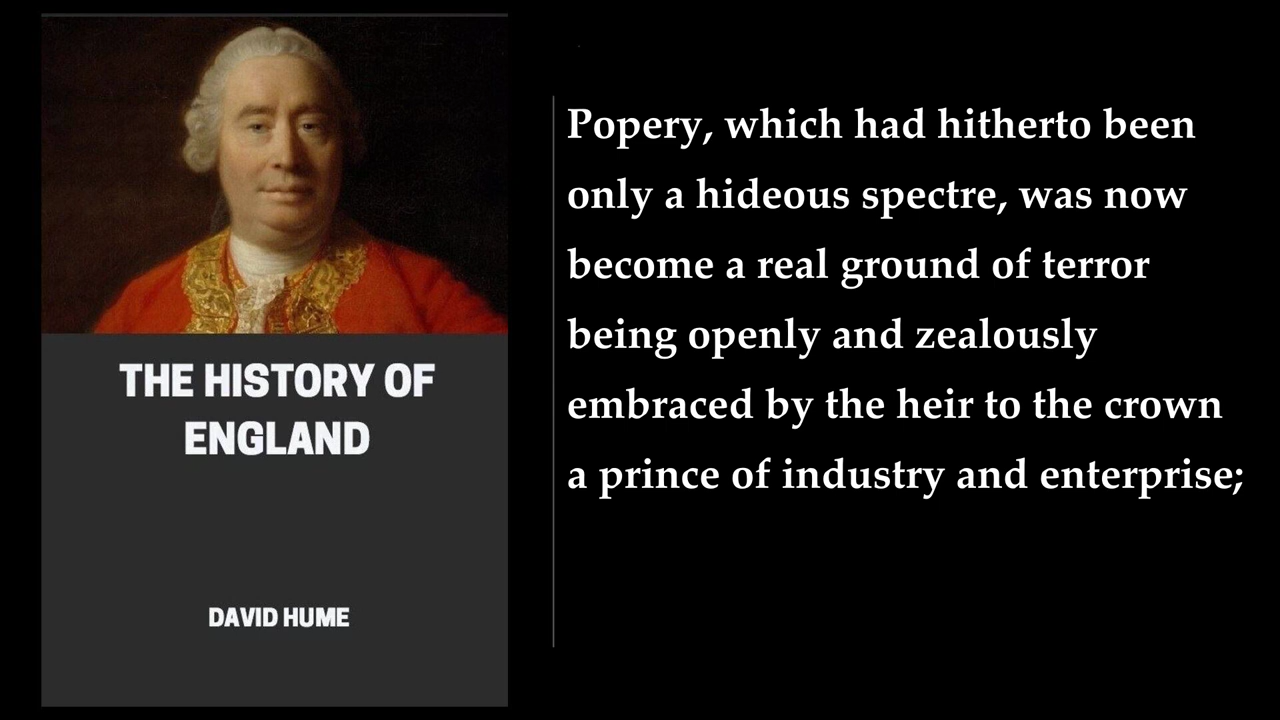 THE HISTORY OF
ENGLAND
DAVID HUME
Popery, which had hitherto been
only a hideous spectre, was now
become a real ground of terror
being openly and zealously
embraced by the heir to the crown
a prince of industry and enterprise;